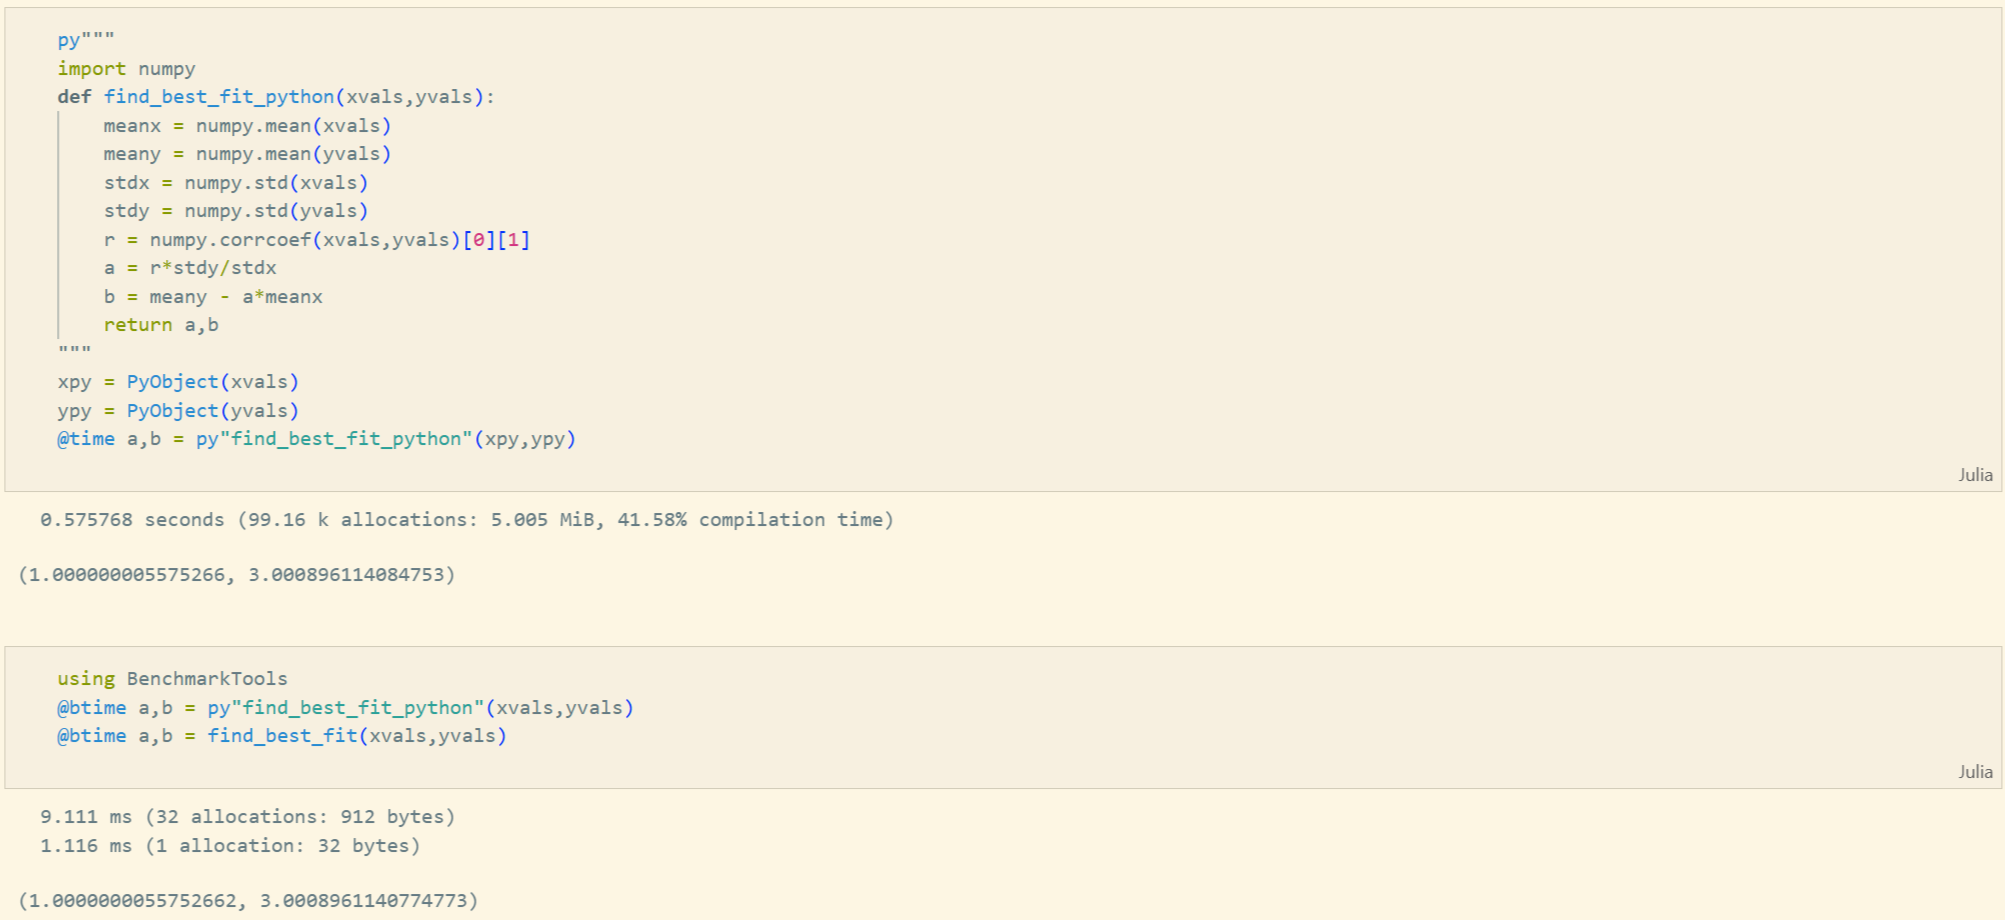 py"""
import numpy
def find_best_fit_python(xvals,yvals):
    meanx = numpy.mean(xvals)
    meany = numpy.mean(yvals)
    stdx = numpy.std(xvals)
    stdy = numpy.std(yvals)
    r = numpy.corrcoef(xvals,yvals)[0][1]
    a = r*stdy/stdx
    b = meany - a*meanx
    return a,b
"""
xpy = PyObject(xvals)
ypy = PyObject(yvals)
@time a,b = py"find_best_fit_python"(xpy,ypy)
Julia
0.575768 seconds (99.16 k allocations: 5.005 MiB, 41.58% compilation time)
(1.000000005575266, 3.000896114084753)
using BenchmarkTools
@btime a,b = py"find_best_fit_python"(xvals,yvals)
@btime a,b = find_best_fit(xvals,yvals)
Julia
9.111 ms (32 allocations: 912 bytes)
1.116 ms (1 allocation: 32 bytes)
(1.0000000055752662, 3.0008961140774773)